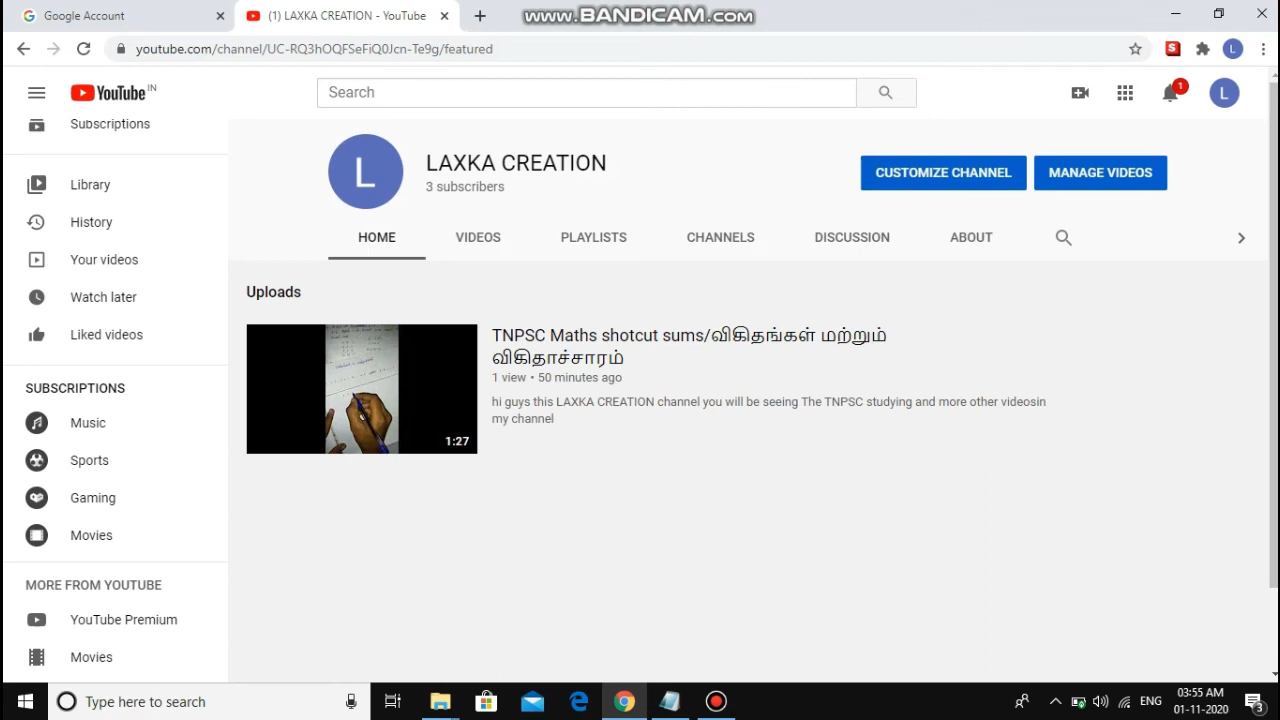 Google Account
(1) LAXKA CREATION - YouTube
www.BANDICAM.com
youtube.com/channel/UC-RQ3hOQFSeFiQ0Jcn-Te9g/featured
YouTube IN
Search
1
L
Subscriptions
Library
History
Your videos
Watch later
Liked videos
SUBSCRIPTIONS
Music
Sports
Gaming
Movies
MORE FROM YOUTUBE
YouTube Premium
Movies
L
LAXKA CREATION
3 subscribers
CUSTOMIZE CHANNEL
MANAGE VIDEOS
HOME VIDEOS PLAYLISTS CHANNELS DISCUSSION ABOUT
Uploads
1:27
TNPSC Maths shotcut sums/விகிதங்கள் மற்றும்
விகிதாச்சாரம்
1 view • 50 minutes ago
hi guys this LAXKA CREATION channel you will be seeing The TNPSC studying and more other videosin
my channel
Type here to search
ENG
03:55 AM
01-11-2020
3